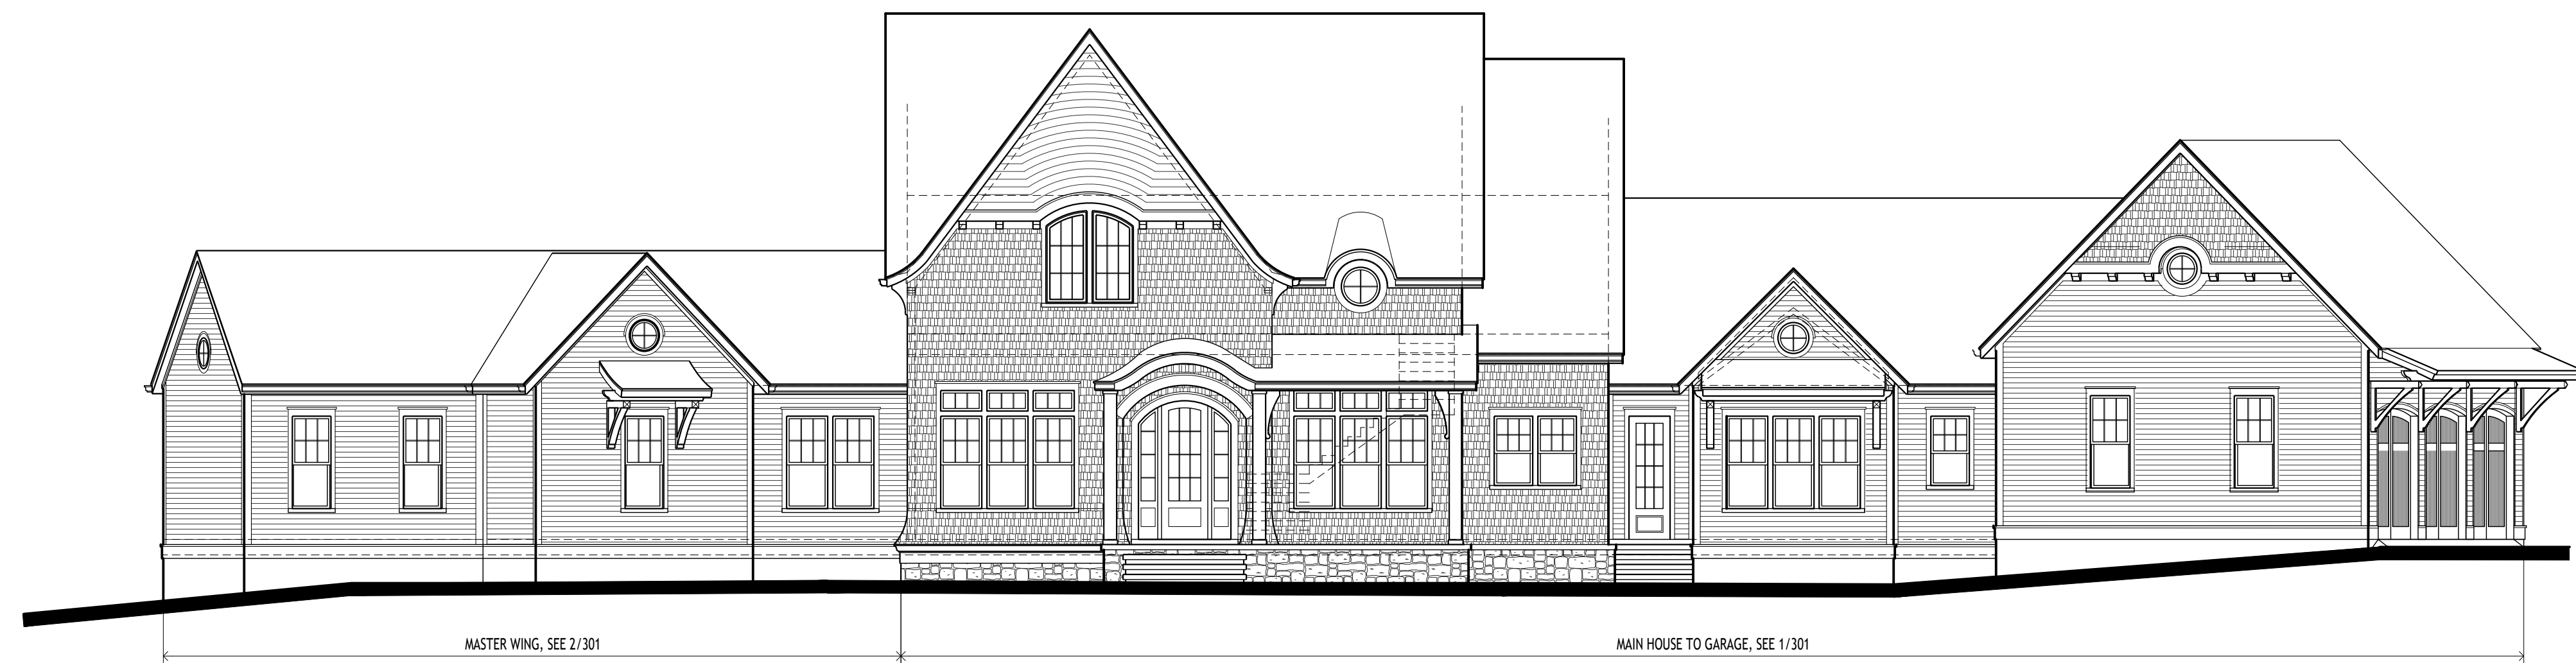 MASTER WING, SEE 2/301
MAIN HOUSE TO GARAGE, SEE 1/301